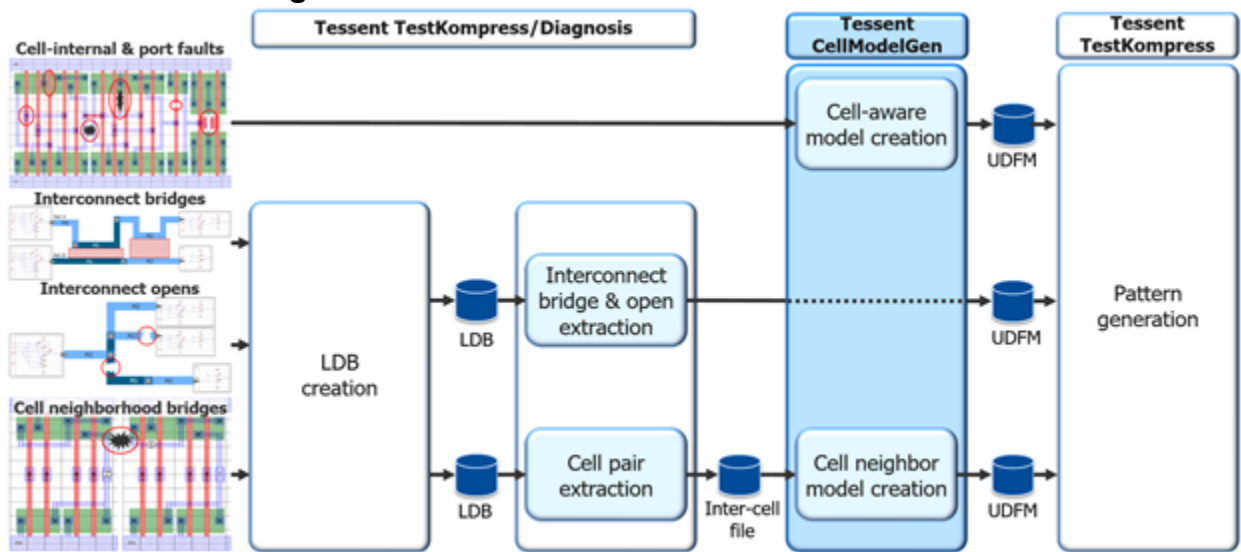 Tessent TestKompress/Diagnosis
Tessent
CellModelGen
Tessent
TestKompress
Cell-internal & port faults
Cell-aware
model creation
UDFM
Interconnect bridges
Interconnect opens
LDB
creation
LDB
Interconnect
bridge & open
extraction
UDFM
Pattern
generation
Cell neighborhood bridges
LDB
Cell pair
extraction
Inter-cell
file
Cell neighbor
model creation
UDFM